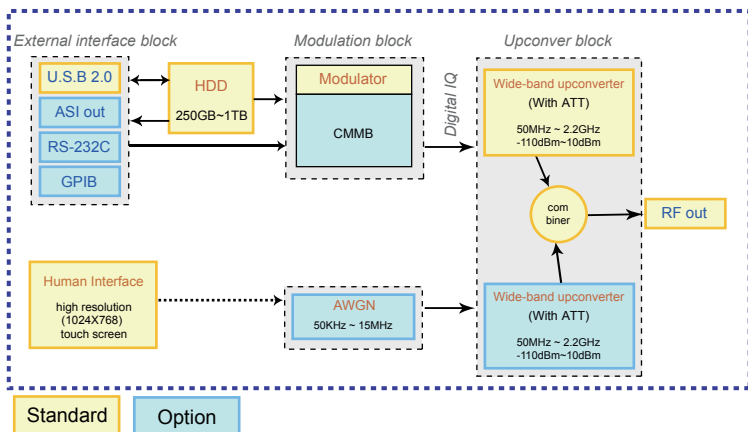 External interface block
Modulation block
Upconver block
U.S.B 2.0
ASI out
RS-232C
GPIB
HDD
250GB~1TB
Modulator
CMMB
Digital IQ
Wide-band upconverter
(With ATT)
50MHz ~ 2.2GHz
-110dBm~10dBm
com
biner
RF out
Human Interface
high resolution
(1024X768)
touch screen
AWGN
50KHz ~ 15MHz
Wide-band upconverter
(With ATT)
50MHz ~ 2.2GHz
-110dBm~10dBm
Standard
Option